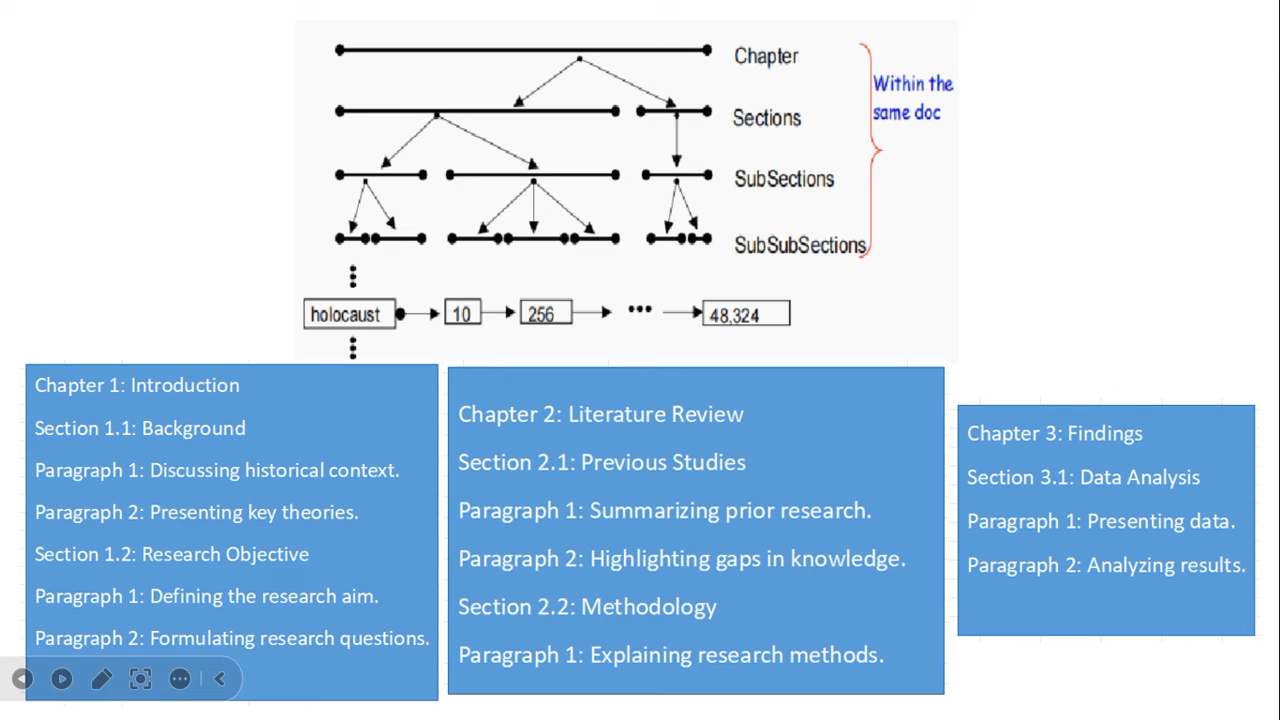 Chapter
Within the
same doc
Sections
SubSections
SubSubSections
holocaust 10 256 ••• 48,324
Chapter 1: Introduction
Section 1.1: Background
Paragraph 1: Discussing historical context.
Paragraph 2: Presenting key theories.
Section 1.2: Research Objective
Paragraph 1: Defining the research aim.
Paragraph 2: Formulating research questions.
Chapter 2: Literature Review
Section 2.1: Previous Studies
Paragraph 1: Summarizing prior research.
Paragraph 2: Highlighting gaps in knowledge.
Section 2.2: Methodology
Paragraph 1: Explaining research methods.
Chapter 3: Findings
Section 3.1: Data Analysis
Paragraph 1: Presenting data.
Paragraph 2: Analyzing results.